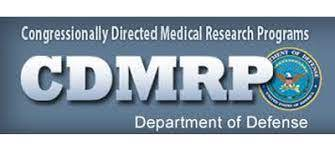 Congressionally Directed Medical Research Programs
CDMRP
Department of Defense